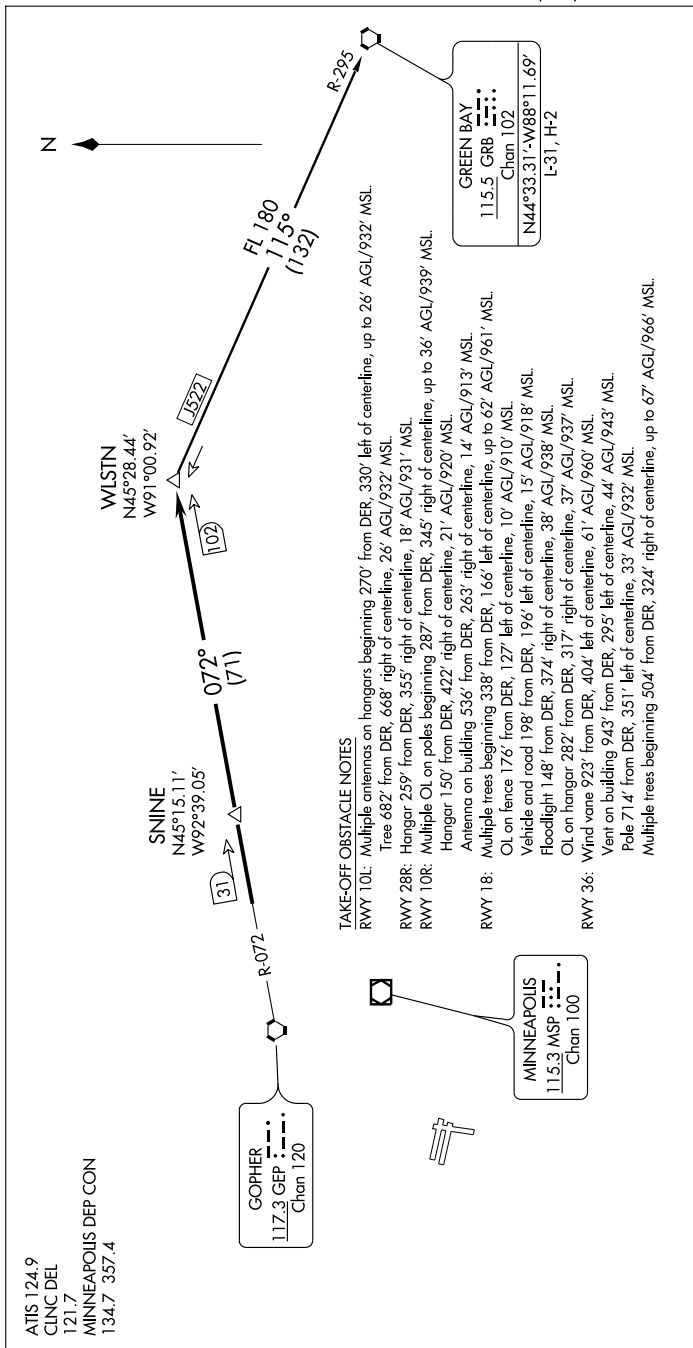 ATIS 124.9
CLNC DEL
121.7
MINNEAPOLIS DEP CON
134.7 357.4
N
GOPHER
117.3 GEP
Chan 120
R-072
31
SNINE
N45°15.11'
W92°39.05'
072°
(71)
102
WLSTN
N45°28.44'
W91°00.92'
J522
FL 180
115°
(132)
R-295
GREEN BAY
115.5 GRB
Chan 102
N44°33.31'-W88°11.69'
L-31, H-2
MINNEAPOLIS
115.3 MSP
Chan 100
TAKE-OFF OBSTACLE NOTES
RWY 10L: Multiple antennas on hangars beginning 270' from DER, 330' left of centerline, up to 26' AGL/932' MSL.
Tree 682' from DER, 668' right of centerline, 26' AGL/932' MSL.
RWY 28R: Hangar 259' from DER, 355' right of centerline, 18' AGL/931' MSL.
RWY 10R: Multiple OL on poles beginning 287' from DER, 345' right of centerline, up to 36' AGL/939' MSL.
Hangar 150' from DER, 422' right of centerline, 21' AGL/920' MSL.
Antenna on building 536' from DER, 263' right of centerline, 14' AGL/913' MSL.
RWY 18: Multiple trees beginning 338' from DER, 166' left of centerline, up to 62' AGL/961' MSL.
OL on fence 176' from DER, 127' left of centerline, 10' AGL/910' MSL.
Vehicle and road 198' from DER, 196' left of centerline, 15' AGL/918' MSL.
Floodlight 148' from DER, 374' right of centerline, 38' AGL/938' MSL.
OL on hangar 282' from DER, 317' right of centerline, 37' AGL/937' MSL.
RWY 36: Wind vane 923' from DER, 404' left of centerline, 61' AGL/960' MSL.
Vent on building 943' from DER, 295' left of centerline, 44' AGL/943' MSL.
Pole 714' from DER, 351' left of centerline, 33' AGL/932' MSL.
Multiple trees beginning 504' from DER, 324' right of centerline, up to 67' AGL/966' MSL.